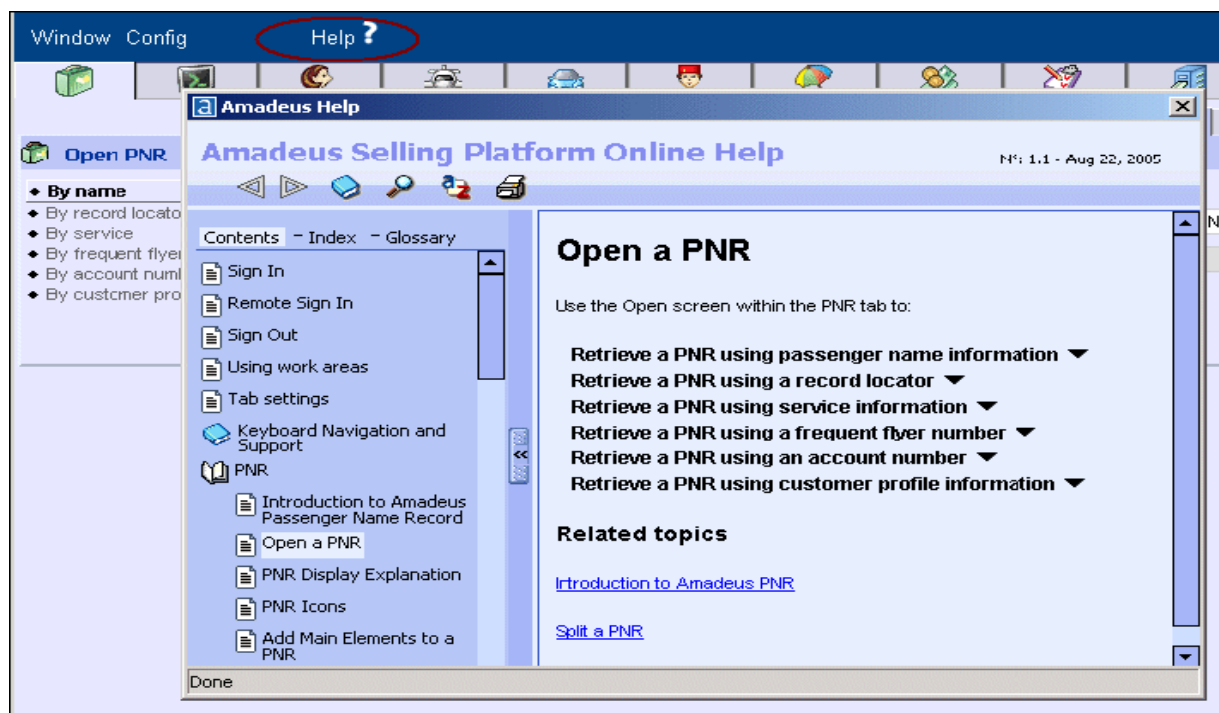 Window Config Help ?
Amadeus Help
Open PNR
By name
By record locato
By service
By frequent flyer
By account numl
By custcmer pro
Amadeus Selling Platform Online Help
Nº: 1.1 - Aug 22, 2005
Contents - Index - Glossary
Sign In
Remote Sign In
Sign Out
Using work areas
Tab settings
Keyboard Navigation and
Support
PNR
Introduction to Amadeus
Passenger Name Record
Open a PNR
PNR Display Explanation
PNR Icons
Add Main Elements to a
PNR
Open a PNR
Use the Open screen within the PNR tab to:
Retrieve a PNR using passenger name information
Retrieve a PNR using a record locator
Retrieve a PNR using service information
Retrieve a PNR using a frequent flyer number
Retrieve a PNR using an account number
Retrieve a PNR using customer profile information
Related topics
Introduction to Amadeus PNR
Split a PNR
Done
N